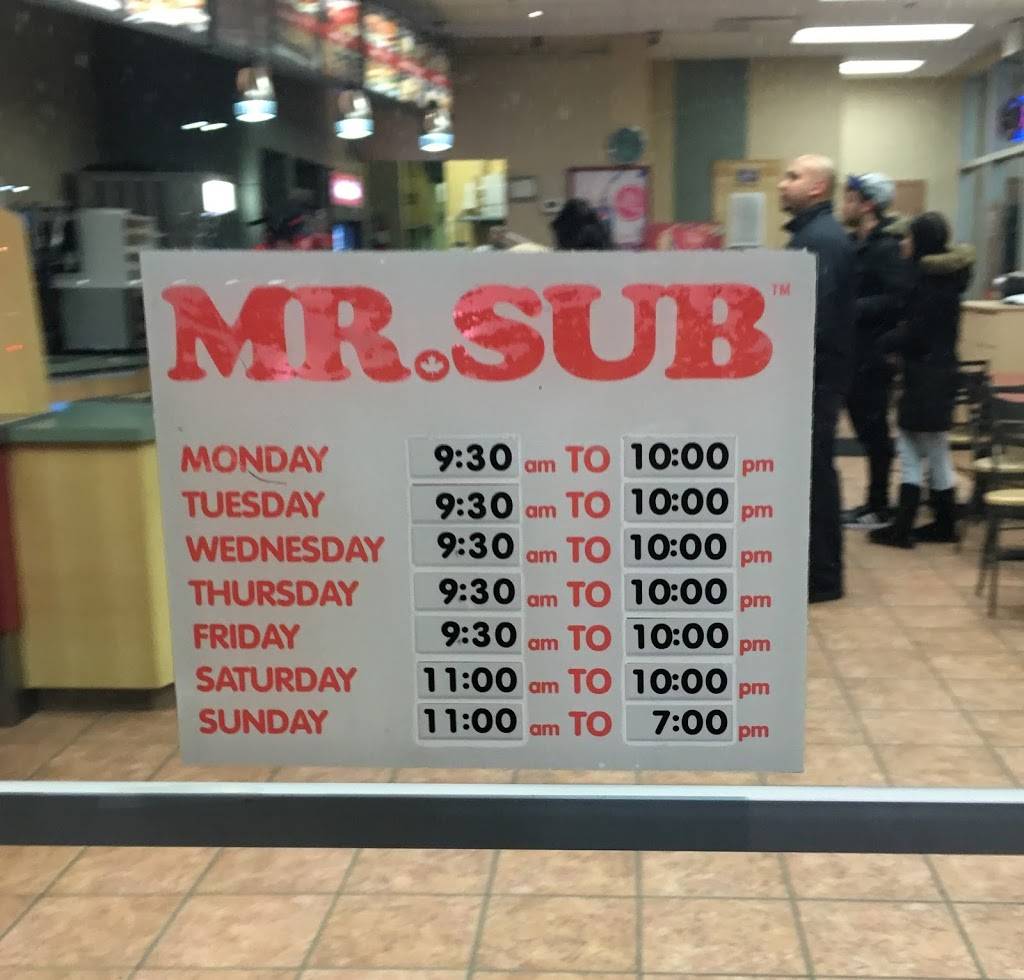 MR.SUB™
MONDAY 9:30 am TO 10:00 pm
TUESDAY 9:30 am TO 10:00 pm
WEDNESDAY 9:30 am TO 10:00 pm
THURSDAY 9:30 am TO 10:00 pm
FRIDAY 9:30 am TO 10:00 pm
SATURDAY 11:00 am TO 10:00 pm
SUNDAY 11:00 am TO 7:00 pm